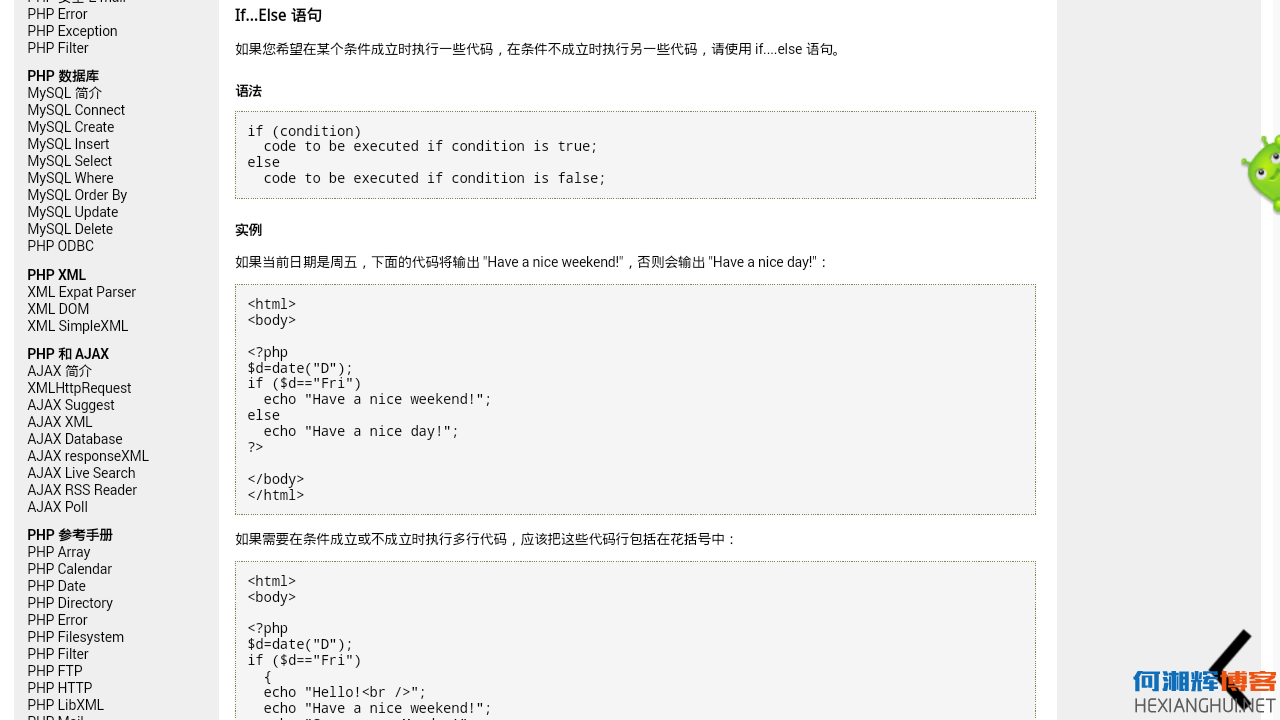 PHP Error
PHP Exception
PHP Filter
PHP 数据库
MySQL 简介
MySQL Connect
MySQL Create
MySQL Insert
MySQL Select
MySQL Where
MySQL Order By
MySQL Update
MySQL Delete
PHP ODBC
PHP XML
XML Expat Parser
XML DOM
XML SimpleXML
PHP 和 AJAX
AJAX 简介
XMLHttpRequest
AJAX Suggest
AJAX XML
AJAX Database
AJAX responseXML
AJAX Live Search
AJAX RSS Reader
AJAX Poll
PHP 参考手册
PHP Array
PHP Calendar
PHP Date
PHP Directory
PHP Error
PHP Filesystem
PHP Filter
PHP FTP
PHP HTTP
PHP LibXML
If...Else 语句
如果您希望在某个条件成立时执行一些代码，在条件不成立时执行另一些代码，请使用 if....else 语句。
语法
if (condition)
  code to be executed if condition is true;
else
  code to be executed if condition is false;
实例
如果当前日期是周五，下面的代码将输出 "Have a nice weekend!"，否则会输出 "Have a nice day!"：
<html>
<body>
<?php
$d=date("D");
if ($d=="Fri")
  echo "Have a nice weekend!";
else
  echo "Have a nice day!";
?>
</body>
</html>
如果需要在条件成立或不成立时执行多行代码，应该把这些代码行包括在花括号中：
<html>
<body>
<?php
$d=date("D");
if ($d=="Fri")
  {
  echo "Hello!<br />";
  echo "Have a nice weekend!";
何湘辉博客
HEXIANGHUI.NET